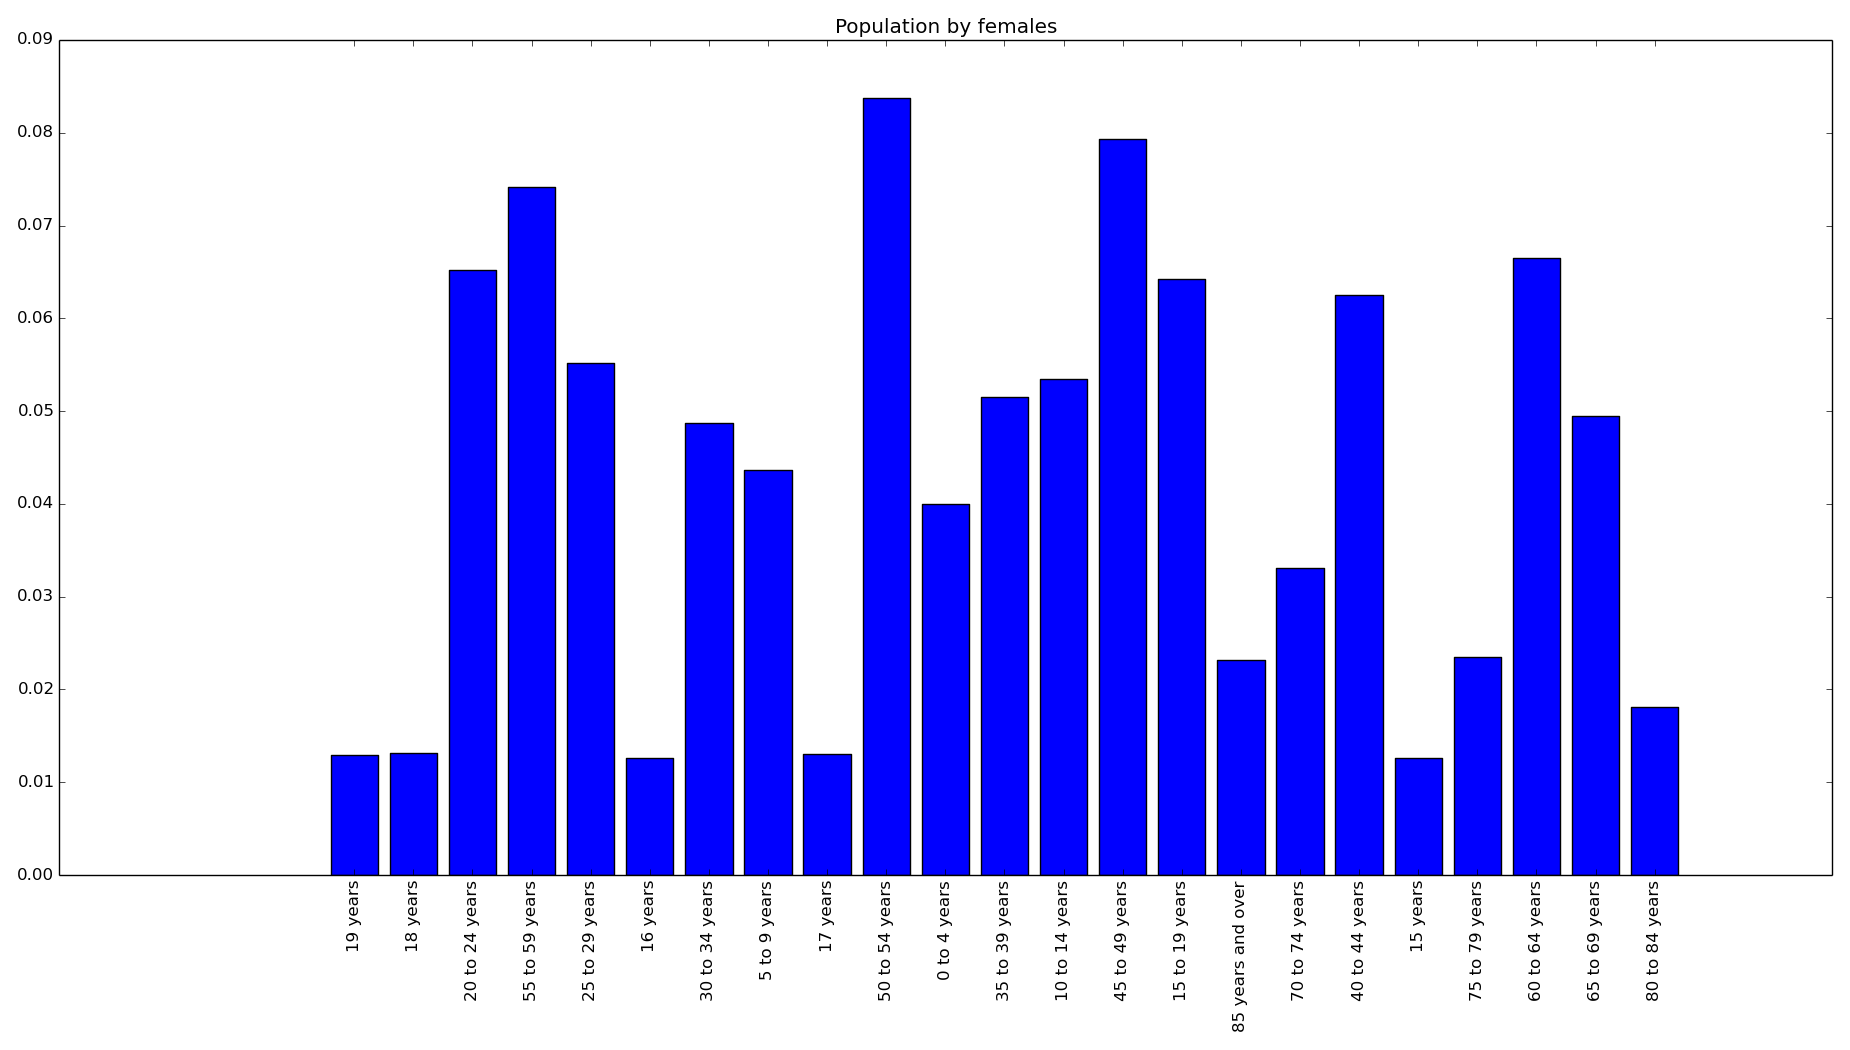 Population by females
0.09
0.08
0.07
0.06
0.05
0.04
0.03
0.02
0.01
0.00
19 years
18 years
20 to 24 years
55 to 59 years
25 to 29 years
16 years
30 to 34 years
5 to 9 years
17 years
50 to 54 years
0 to 4 years
35 to 39 years
10 to 14 years
45 to 49 years
15 to 19 years
85 years and over
70 to 74 years
40 to 44 years
15 years
75 to 79 years
60 to 64 years
65 to 69 years
80 to 84 years